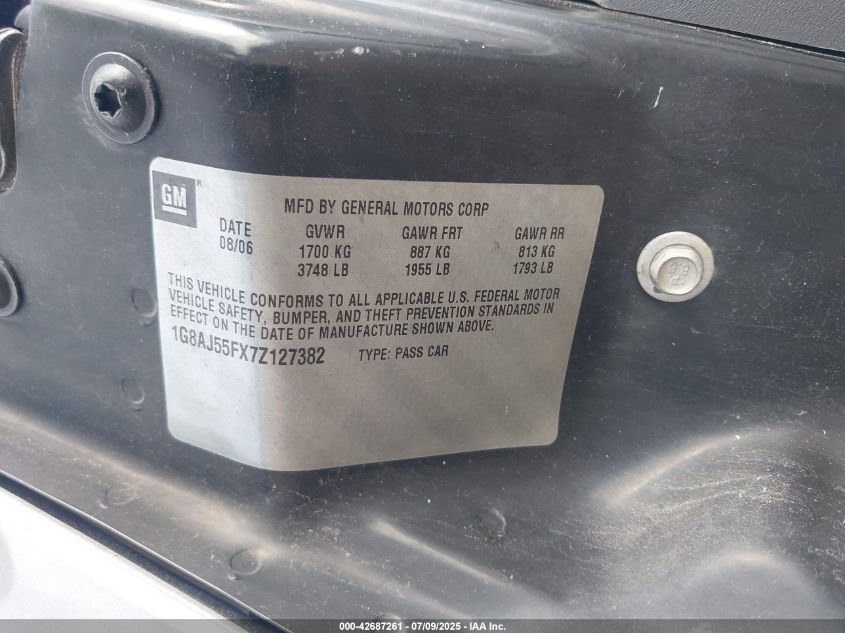 GM ®
MFD BY GENERAL MOTORS CORP
DATE GVWR GAWR FRT GAWR RR
08/06 1700 KG 887 KG 813 KG
3748 LB 1955 LB 1793 LB
THIS VEHICLE CONFORMS TO ALL APPLICABLE U.S. FEDERAL MOTOR
VEHICLE SAFETY, BUMPER, AND THEFT PREVENTION STANDARDS IN
EFFECT ON THE DATE OF MANUFACTURE SHOWN ABOVE.
1G8AJ55FX7Z127382 TYPE: PASS CAR
000-42687261 - 07/09/2025 - IAA Inc.